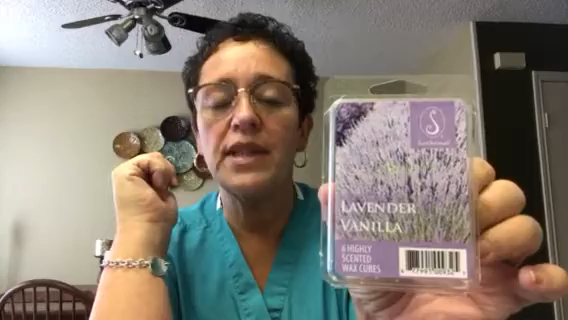 S
LAVENDER
VANILLA
6 HIGHLY
SCENTED
WAX CUBES